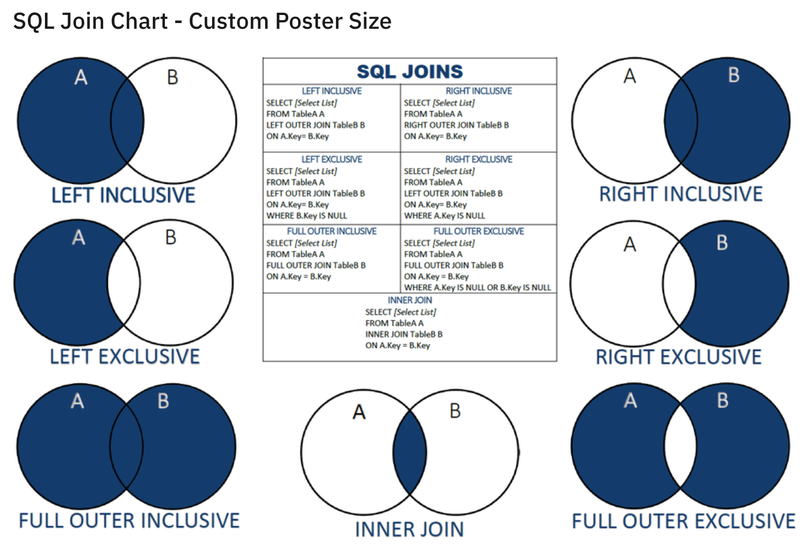 SQL Join Chart - Custom Poster Size
A B
LEFT INCLUSIVE
SQL JOINS
LEFT INCLUSIVE
SELECT [Select List]
FROM TableA A
LEFT OUTER JOIN TableB B
ON A.Key= B.Key
RIGHT INCLUSIVE
SELECT [Select List]
FROM TableA A
RIGHT OUTER JOIN TableB B
ON A.Key= B.Key
LEFT EXCLUSIVE
SELECT [Select List]
FROM TableA A
LEFT OUTER JOIN TableB B
ON A.Key= B.Key
WHERE B.Key IS NULL
RIGHT EXCLUSIVE
SELECT [Select List]
FROM TableA A
LEFT OUTER JOIN TableB B
ON A.Key= B.Key
WHERE A.Key IS NULL
FULL OUTER INCLUSIVE
SELECT [Select List]
FROM TableA A
FULL OUTER JOIN TableB B
ON A.Key = B.Key
FULL OUTER EXCLUSIVE
SELECT [Select List]
FROM TableA A
FULL OUTER JOIN TableB B
ON A.Key = B.Key
WHERE A.Key IS NULL OR B.Key IS NULL
INNER JOIN
SELECT [Select List]
FROM TableA A
INNER JOIN TableB B
ON A.Key = B.Key
A B
RIGHT INCLUSIVE
A B
LEFT EXCLUSIVE
A B
RIGHT EXCLUSIVE
A B
FULL OUTER INCLUSIVE
A B
INNER JOIN
A B
FULL OUTER EXCLUSIVE